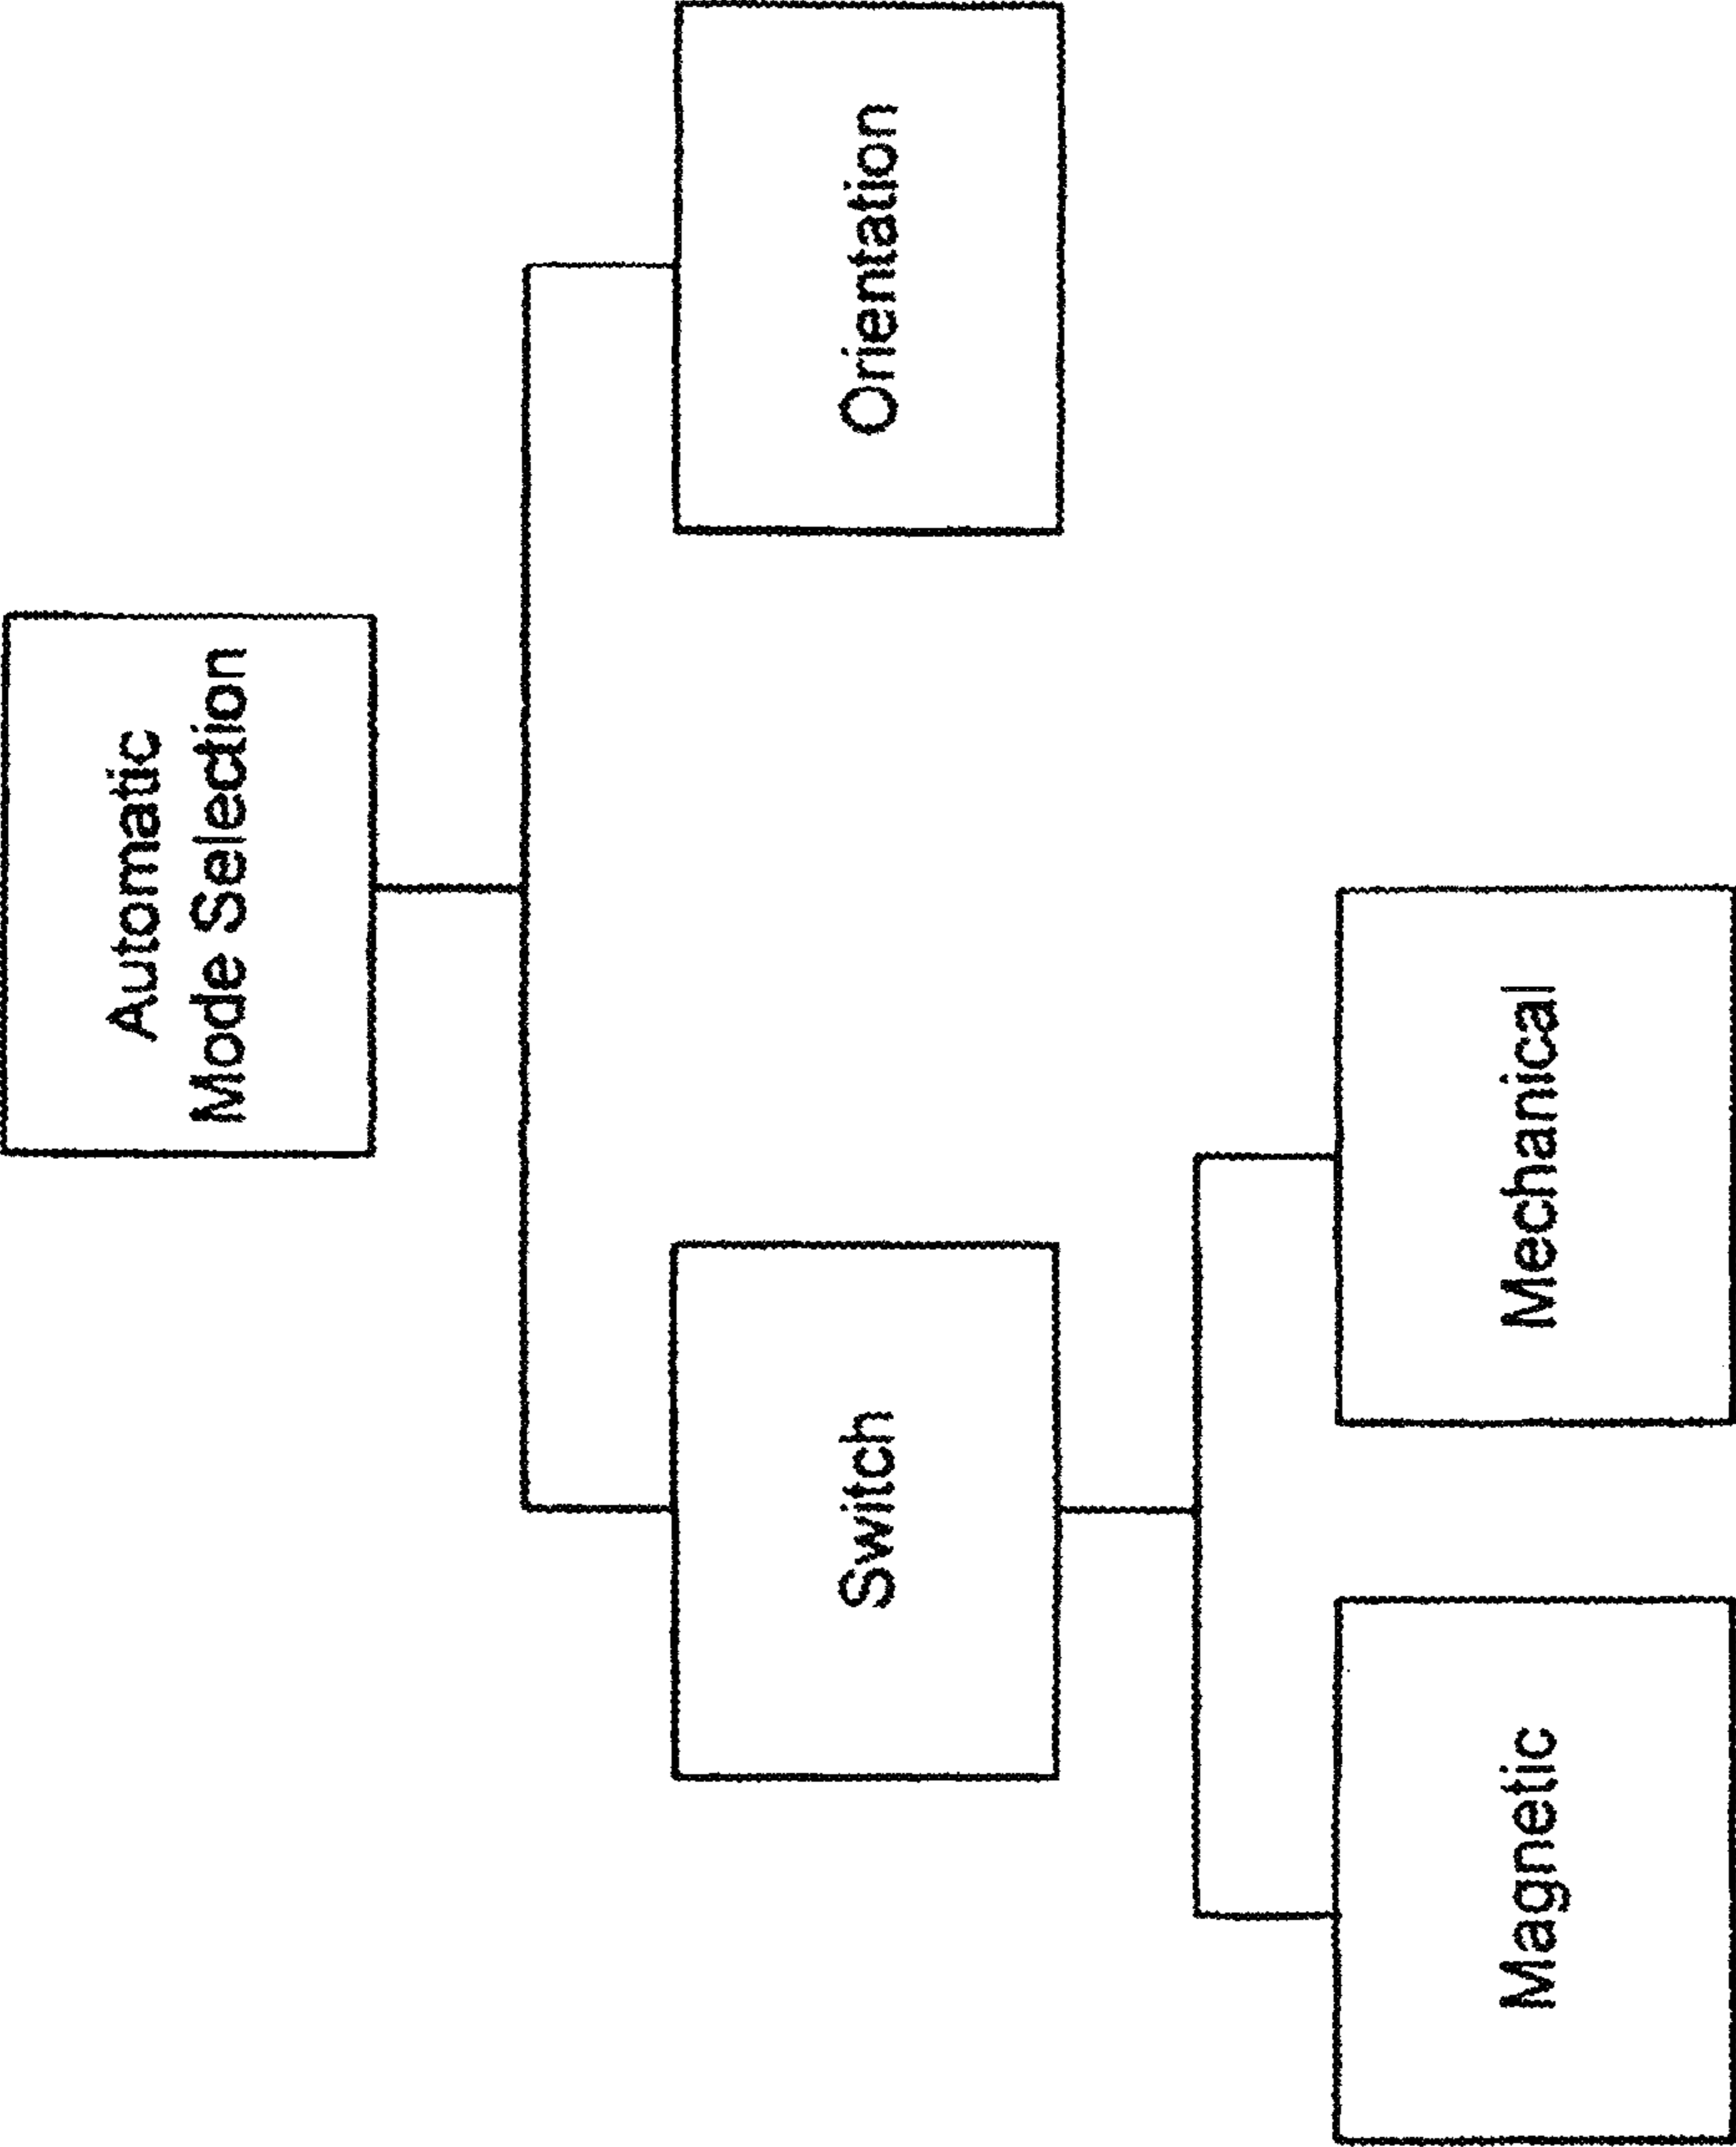 Automatic
Mode Selection
Switch
Orientation
Magnetic
Mechanical